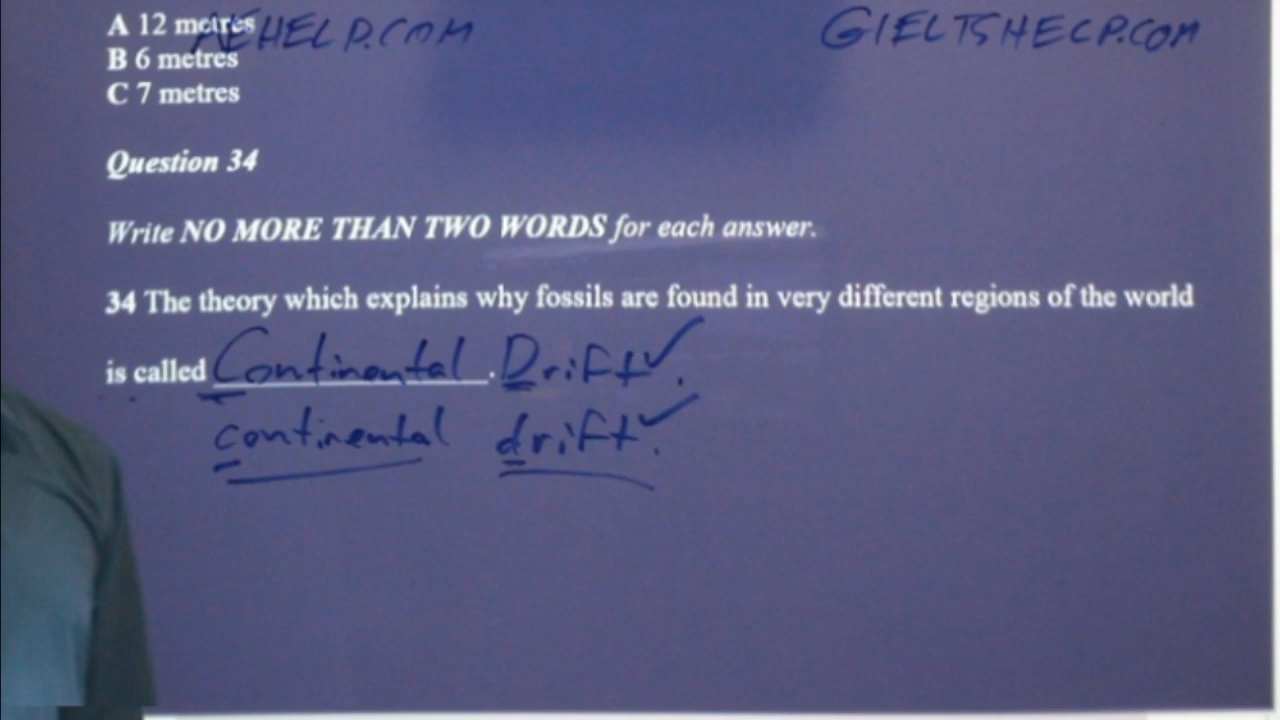 A 12 metres AEHELP.COM GIELTSHELP.COM
B 6 metres
C 7 metres
Question 34
Write NO MORE THAN TWO WORDS for each answer.
34 The theory which explains why fossils are found in very different regions of the world
is called Continental Drift ✓.
continental drift ✓.